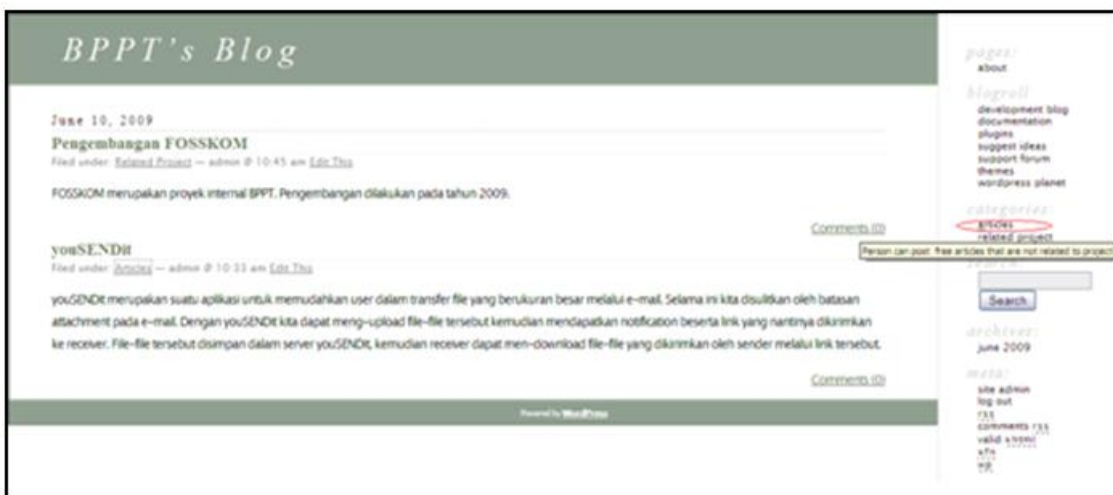 BPPT's Blog
June 10, 2009
Pengembangan FOSSKOM
Filed under: Related Project — admin @ 10:45 am Edit This
FOSSKOM merupakan proyek internal BPPT. Pengembangan dilakukan pada tahun 2009.
Comments (0)
youSENDit
Filed under: Articles — admin @ 10:33 am Edit This
youSENDit merupakan suatu aplikasi untuk memudahkan user dalam transfer file yang berukuran besar melalui e-mail. Selama ini kita disulitkan oleh batasan
attachment pada e-mail. Dengan youSENDit kita dapat meng-upload file-file tersebut kemudian mendapatkan notification beserta link yang nantinya dikirimkan
ke receiver. File-file tersebut disimpan dalam server youSENDit, kemudian receiver dapat men-download file-file yang dikirimkan oleh sender melalui link tersebut.
Comments (0)
Powered by WordPress
pages:
about
blogroll
development blog
documentation
plugins
suggest ideas
support forum
themes
wordpress planet
categories:
articles
related project
Person can post free articles that are not related to project
search:
Search
archives:
june 2009
meta:
site admin
log out
rss
comments rss
valid xhtml
xfn
wp